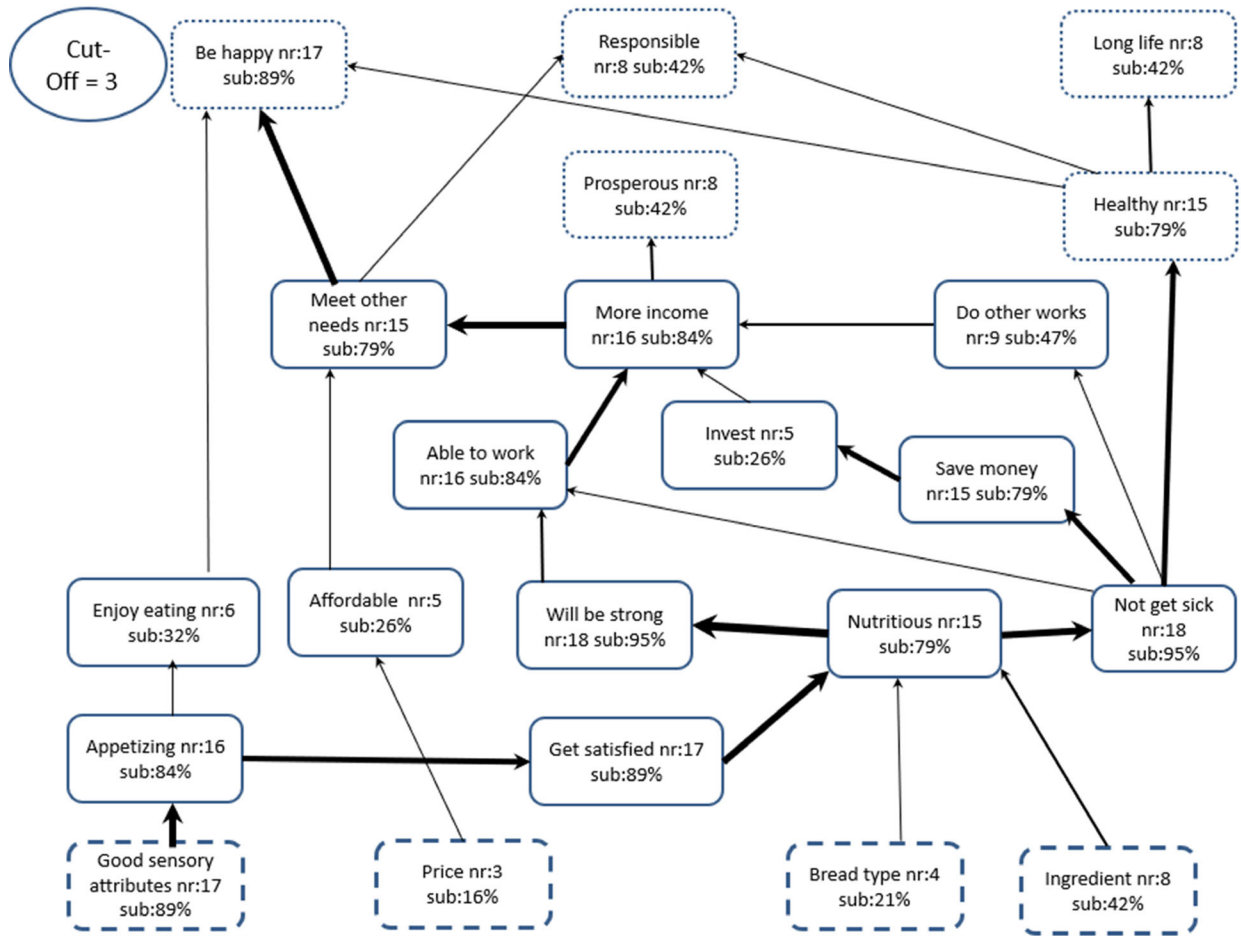 Cut-
Off = 3
Be happy nr:17
sub:89%
Responsible
nr:8 sub:42%
Long life nr:8
sub:42%
Prosperous nr:8
sub:42%
Healthy nr:15
sub:79%
Meet other
needs nr:15
sub:79%
More income
nr:16 sub:84%
Do other works
nr:9 sub:47%
Able to work
nr:16 sub:84%
Invest nr:5
sub:26%
Save money
nr:15 sub:79%
Enjoy eating nr:6
sub:32%
Affordable nr:5
sub:26%
Will be strong
nr:18 sub:95%
Nutritious nr:15
sub:79%
Not get sick
nr:18
sub:95%
Appetizing nr:16
sub:84%
Get satisfied nr:17
sub:89%
Good sensory
attributes nr:17
sub:89%
Price nr:3
sub:16%
Bread type nr:4
sub:21%
Ingredient nr:8
sub:42%